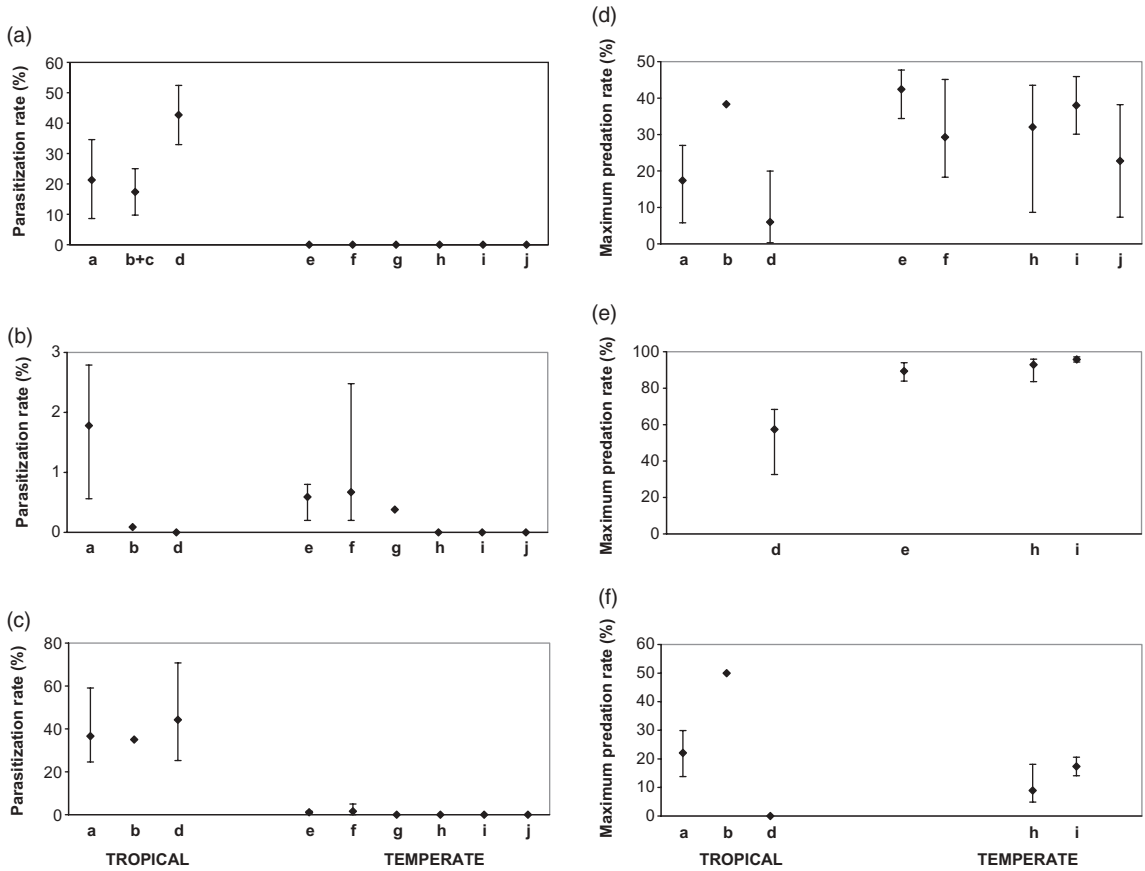 (a)
Parasitization rate (%)
60
50
40
30
20
10
0
a b+c d e f g h i j
(b)
Parasitization rate (%)
3
2
1
0
a b d e f g h i j
(c)
Parasitization rate (%)
80
60
40
20
0
a b d e f g h i j
TROPICAL TEMPERATE
(d)
Maximum predation rate (%)
50
40
30
20
10
0
a b d e f h i j
(e)
Maximum predation rate (%)
100
80
60
40
20
0
d e h i
(f)
Maximum predation rate (%)
60
50
40
30
20
10
0
a b d h i
TROPICAL TEMPERATE